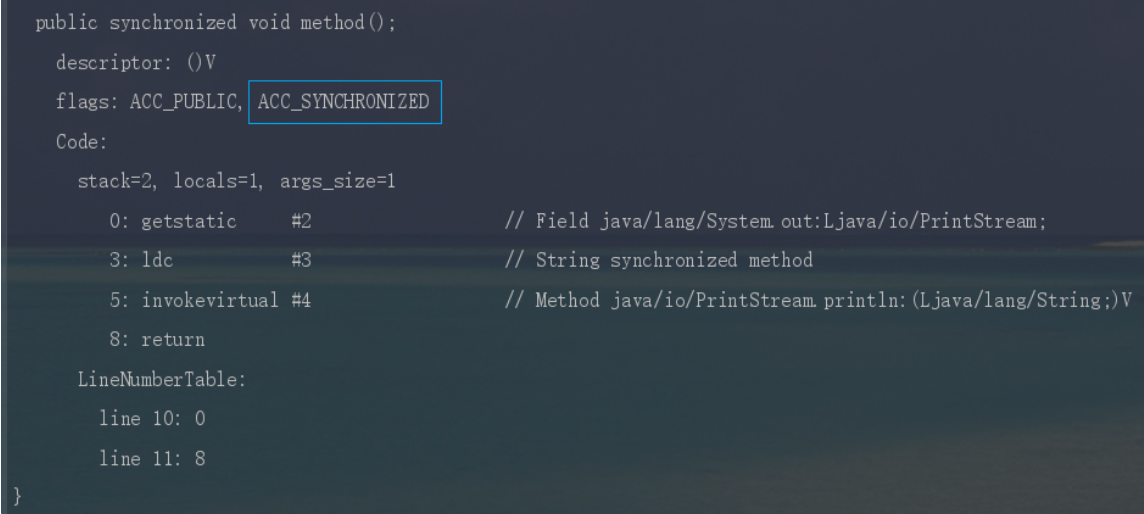 public synchronized void method();
descriptor: ()V
flags: ACC_PUBLIC, ACC_SYNCHRONIZED
Code:
stack=2, locals=1, args_size=1
0: getstatic #2 // Field java/lang/System.out:Ljava/io/PrintStream;
3: ldc #3 // String synchronized method
5: invokevirtual #4 // Method java/io/PrintStream.println:(Ljava/lang/String;)V
8: return
LineNumberTable:
line 10: 0
line 11: 8
}